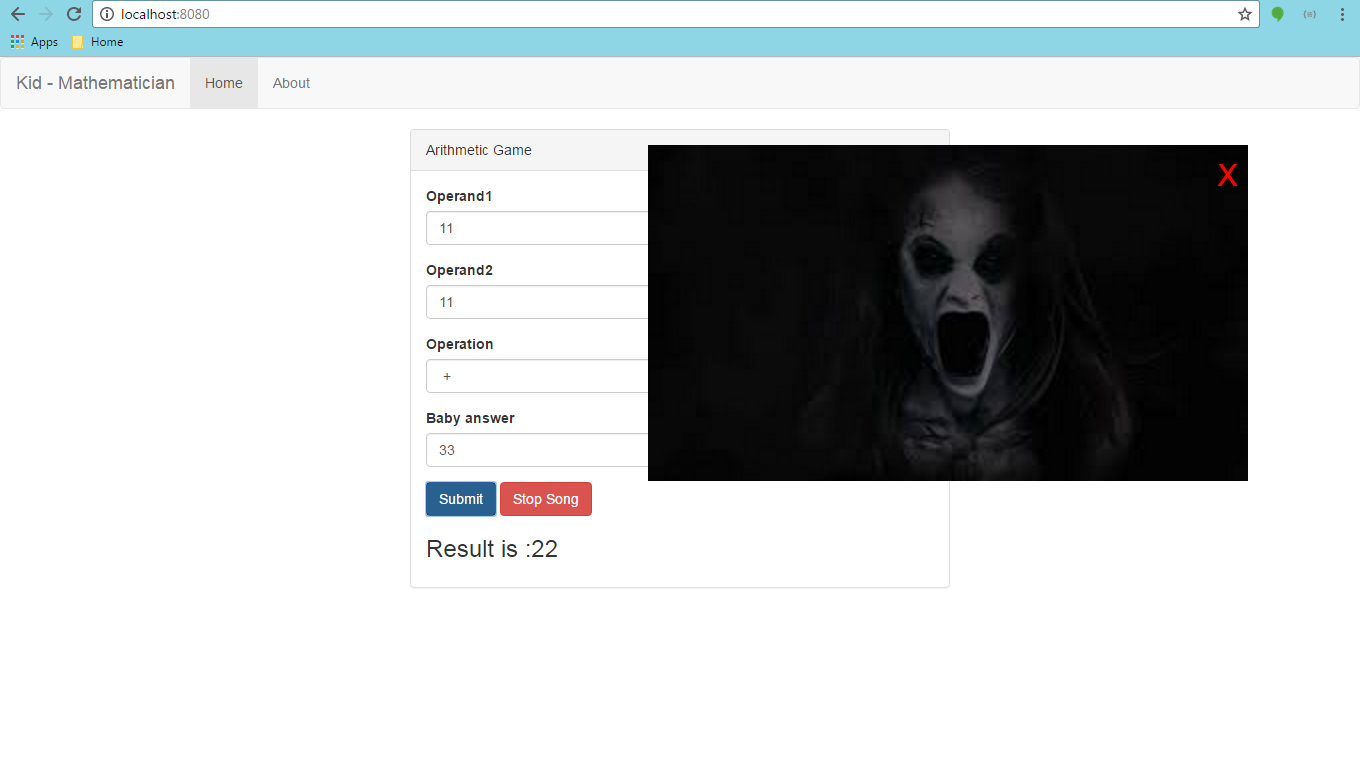 localhost:8080
Apps Home
Kid - Mathematician Home About
Arithmetic Game
X
Operand1
11
Operand2
11
Operation
+
Baby answer
33
Submit Stop Song
Result is :22